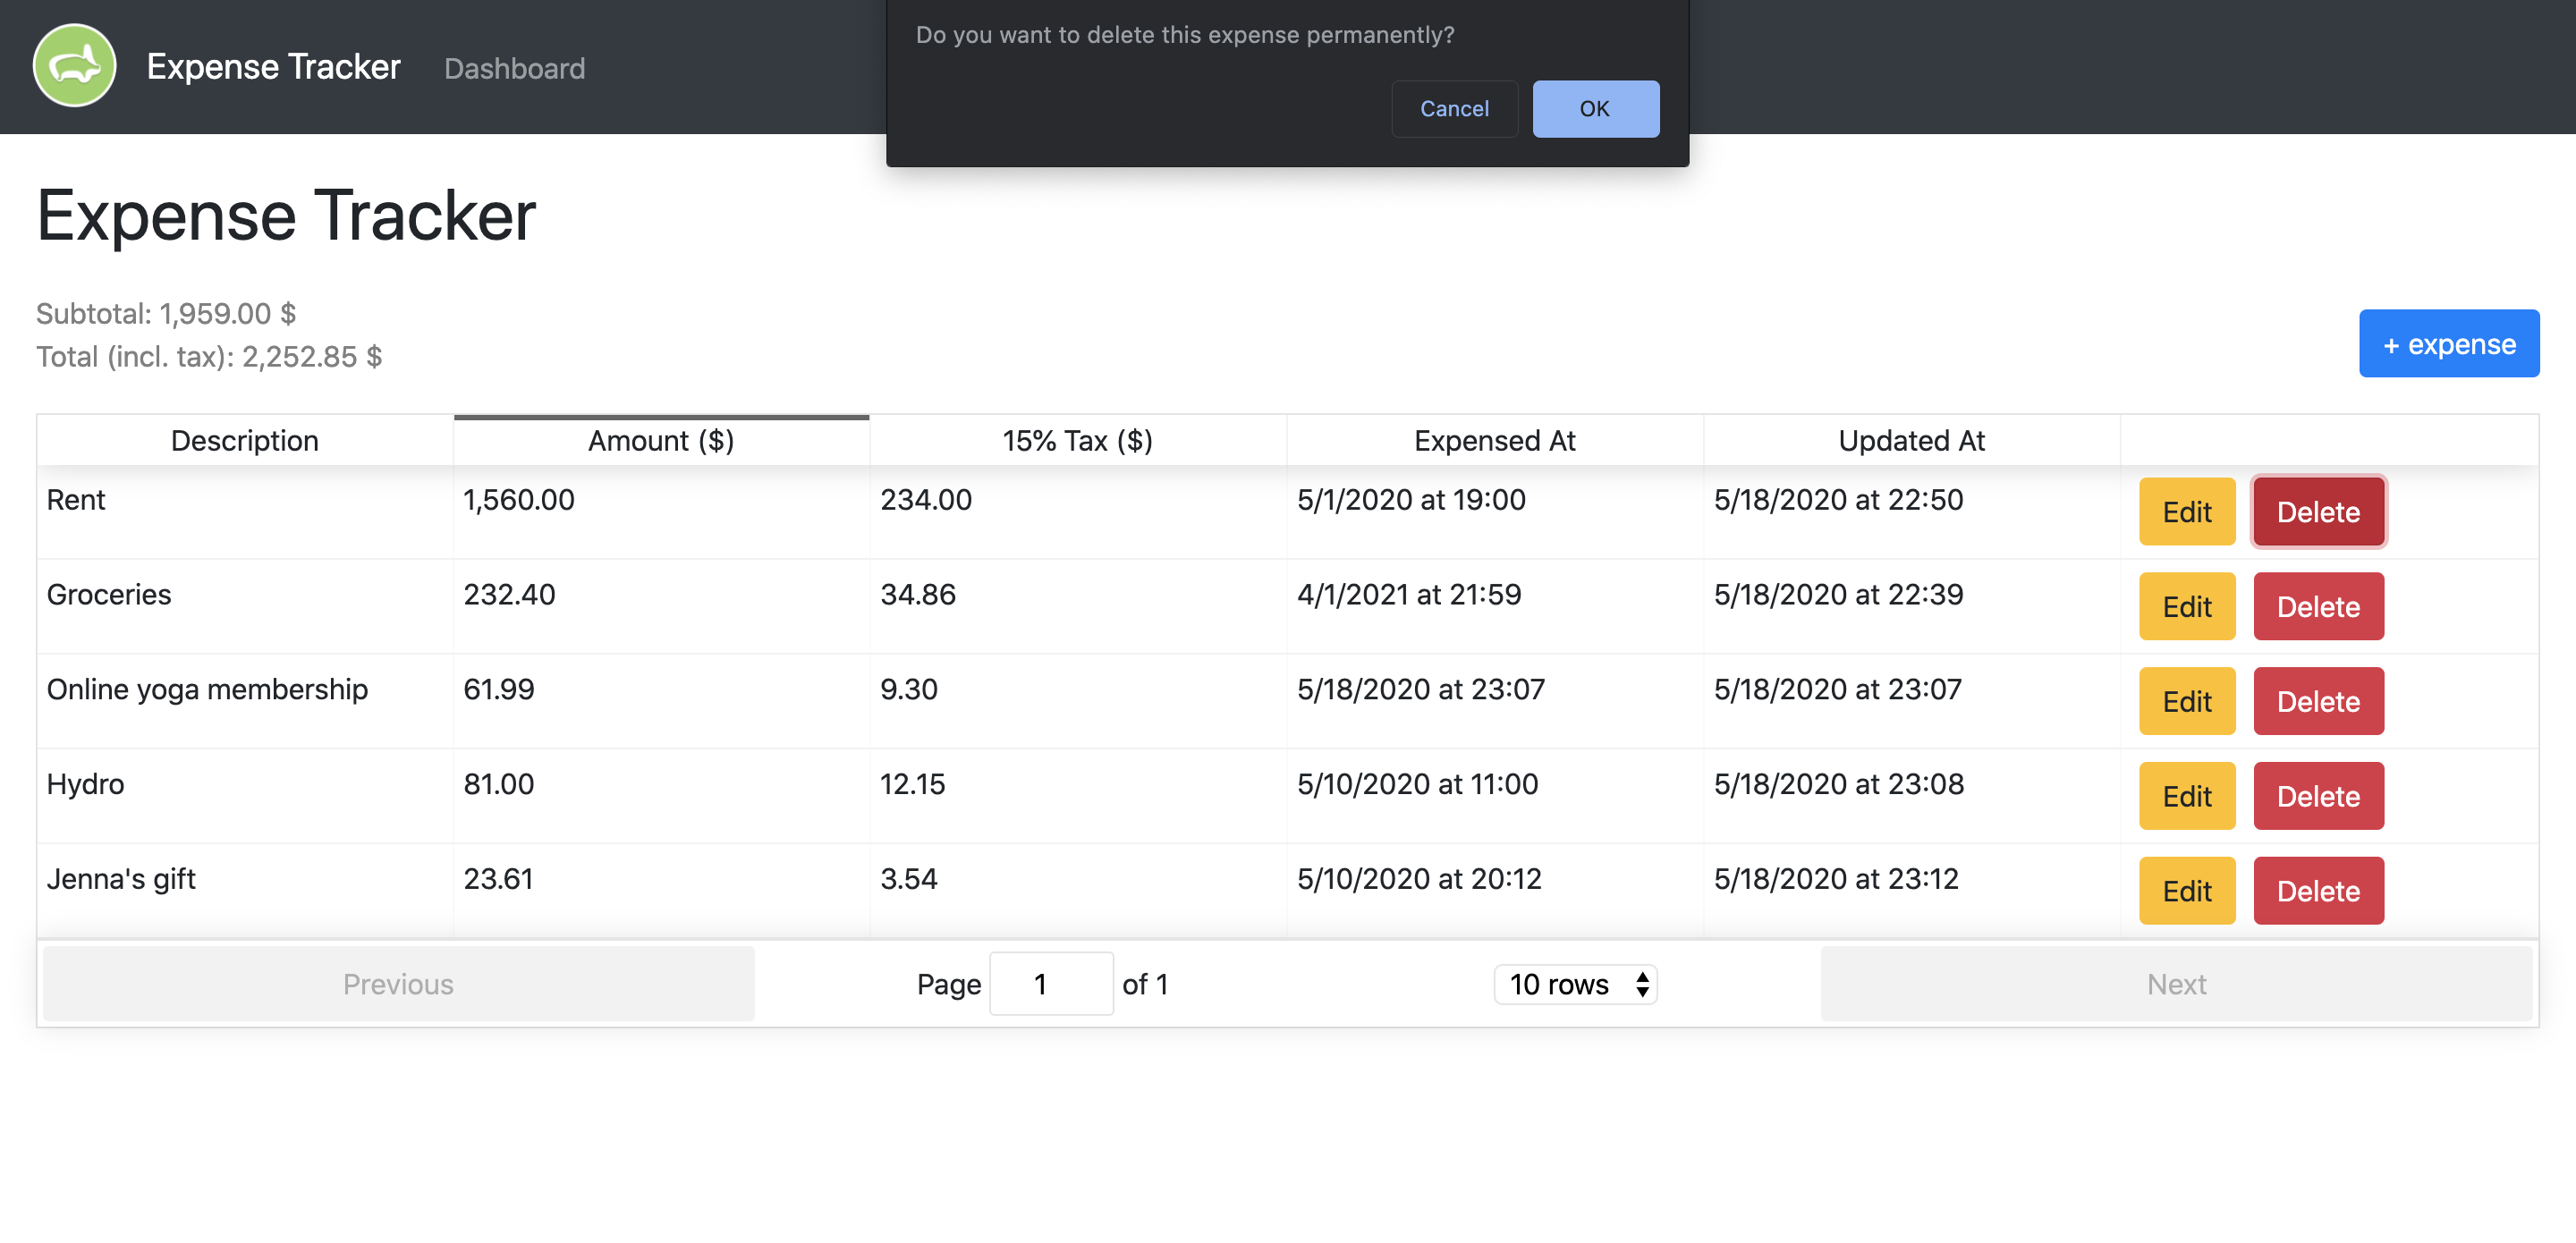 Expense Tracker Dashboard
Do you want to delete this expense permanently?
Cancel OK
Expense Tracker
Subtotal: 1,959.00 $
Total (incl. tax): 2,252.85 $
+ expense
Description Amount ($) 15% Tax ($) Expensed At Updated At
Rent 1,560.00 234.00 5/1/2020 at 19:00 5/18/2020 at 22:50 Edit Delete
Groceries 232.40 34.86 4/1/2021 at 21:59 5/18/2020 at 22:39 Edit Delete
Online yoga membership 61.99 9.30 5/18/2020 at 23:07 5/18/2020 at 23:07 Edit Delete
Hydro 81.00 12.15 5/10/2020 at 11:00 5/18/2020 at 23:08 Edit Delete
Jenna's gift 23.61 3.54 5/10/2020 at 20:12 5/18/2020 at 23:12 Edit Delete
Previous Page 1 of 1 10 rows Next